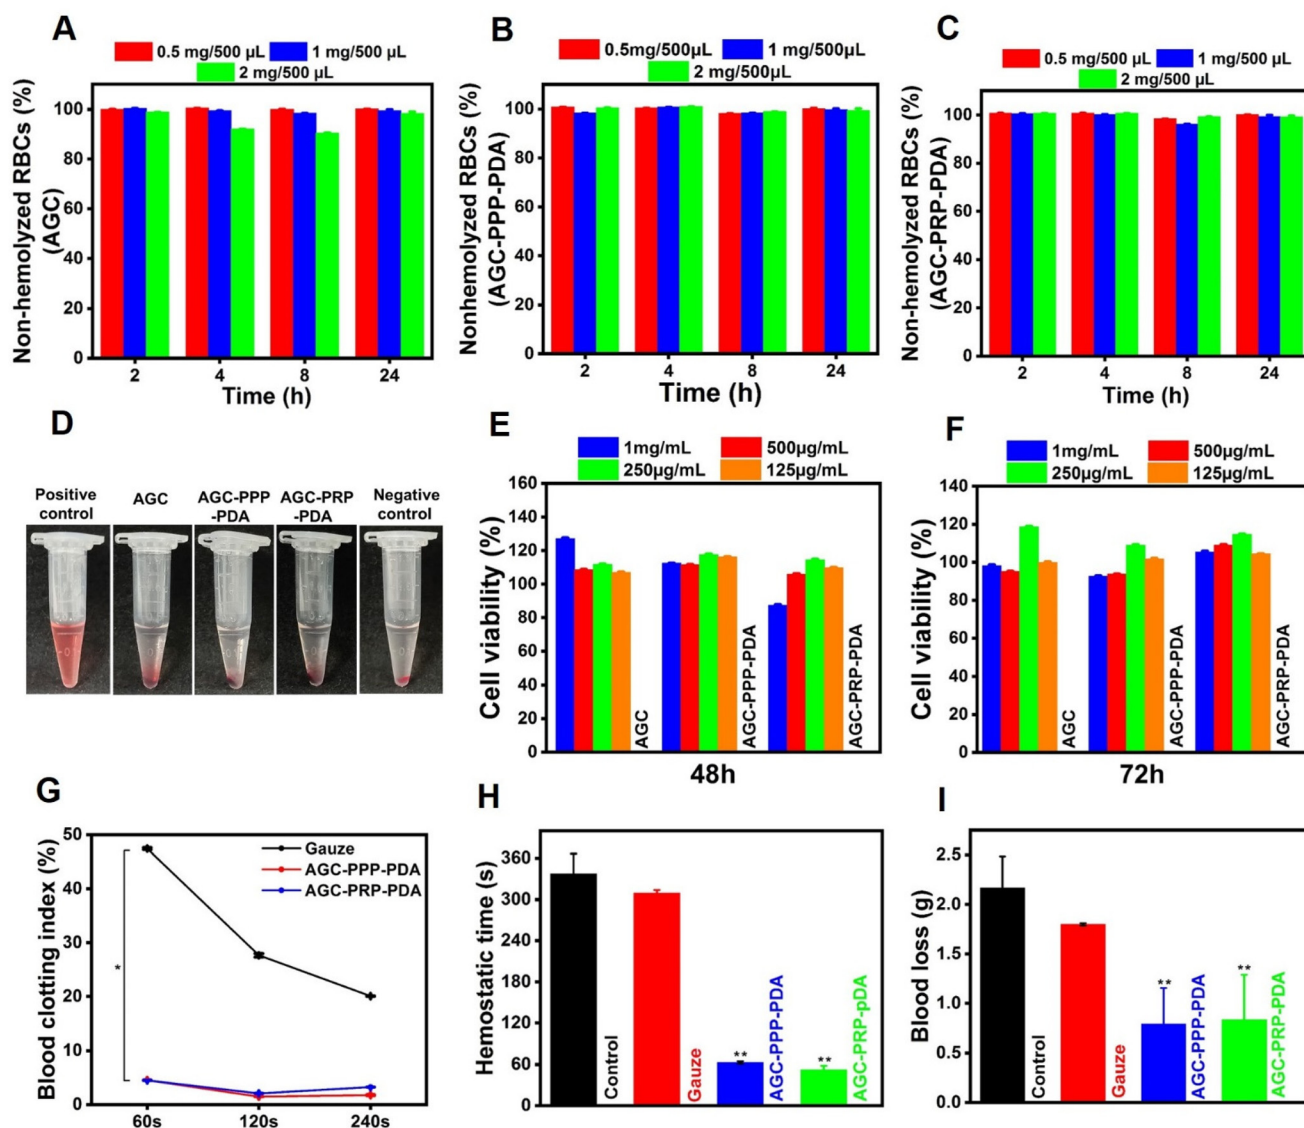 A
0.5 mg/500 µL 1 mg/500 µL
2 mg/500 µL
Non-hemolyzed RBCs (%)
(AGC)
100
80
60
40
20
0
2 4 8 24
Time (h)
B
0.5mg/500µL 1 mg/500µL
2 mg/500µL
Nonhemolyzed RBCs (%)
(AGC-PPP-PDA)
100
80
60
40
20
0
2 4 8 24
Time (h)
C
0.5 mg/500 µL 1 mg/500 µL
2 mg/500 µL
Non-hemolyzed RBCs (%)
(AGC-PRP-PDA)
100
80
60
40
20
0
2 4 8 24
Time (h)
D
Positive
control
AGC
AGC-PPP
-PDA
AGC-PRP
-PDA
Negative
control
E
1mg/mL 500µg/mL
250µg/mL 125µg/mL
Cell viability (%)
160
140
120
100
80
60
40
20
0
AGC
AGC-PPP-PDA
AGC-PRP-PDA
48h
F
1mg/mL 500µg/mL
250µg/mL 125µg/mL
Cell viability (%)
140
120
100
80
60
40
20
0
AGC
AGC-PPP-PDA
AGC-PRP-PDA
72h
G
Blood clotting index (%)
50
40
30
20
10
0
Gauze
AGC-PPP-PDA
AGC-PRP-PDA
*
60s 120s 240s
H
Hemostatic time (s)
360
300
240
180
120
60
0
Control
Gauze
**
AGC-PPP-PDA
**
AGC-PRP-pDA
I
Blood loss (g)
2.5
2.0
1.5
1.0
0.5
0.0
Control
Gauze
**
AGC-PPP-PDA
**
AGC-PRP-PDA